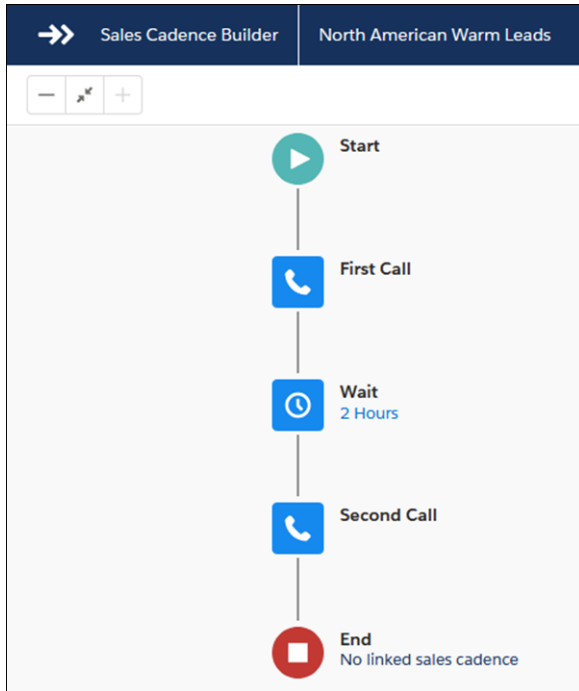 Sales Cadence Builder
North American Warm Leads
Start
First Call
Wait
2 Hours
Second Call
End
No linked sales cadence